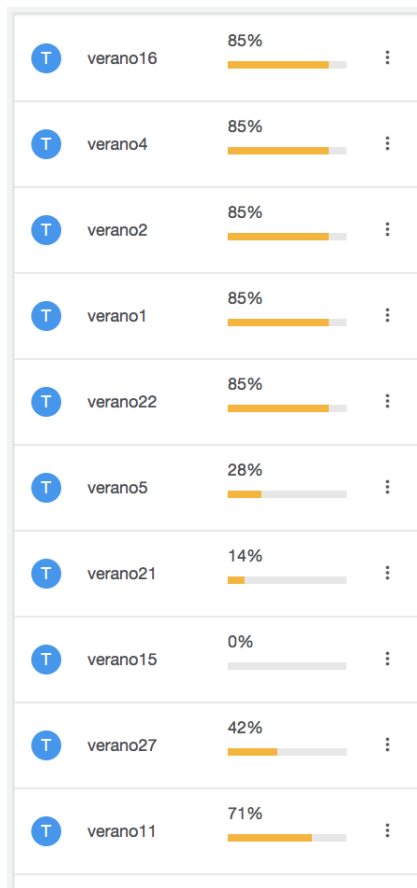 85%
T verano16
85%
T verano4
85%
T verano2
85%
T verano1
85%
T verano22
28%
T verano5
14%
T verano21
0%
T verano15
42%
T verano27
71%
T verano11